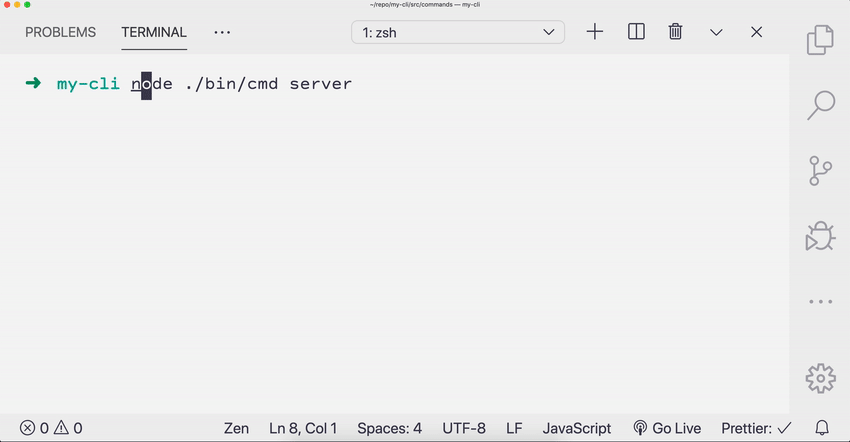 ~/repo/my-cli/src/commands — my-cli
PROBLEMS TERMINAL ··· 1: zsh
➜ my-cli node ./bin/cmd server
0 0 Zen Ln 8, Col 1 Spaces: 4 UTF-8 LF JavaScript Go Live Prettier: ✓